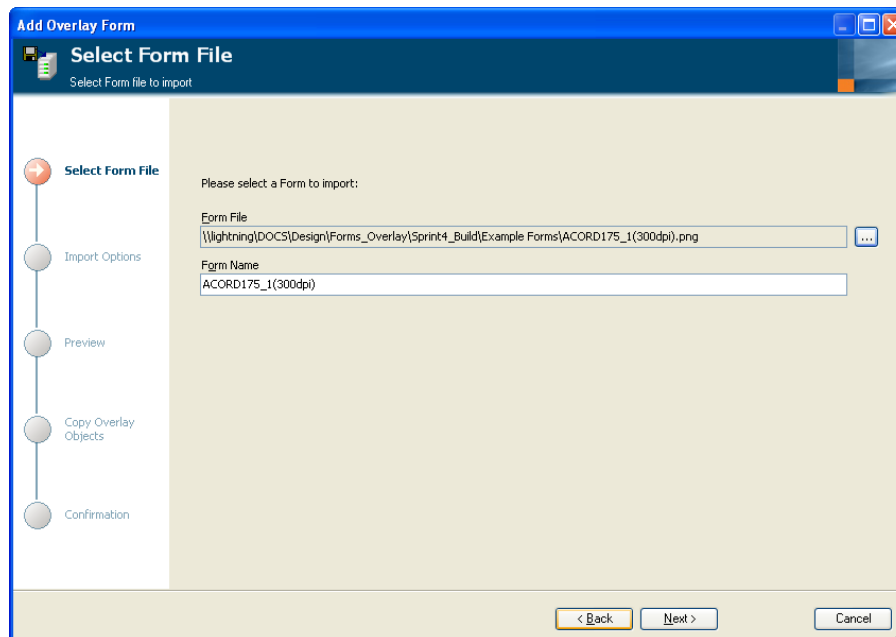 Add Overlay Form
Select Form File
Select Form file to import
Select Form File
Import Options
Preview
Copy Overlay
Objects
Confirmation
Please select a Form to import:
Form File
\\lightning\DOCS\Design\Forms_Overlay\Sprint4_Build\Example Forms\ACORD175_1(300dpi).png
...
Form Name
ACORD175_1(300dpi)
< Back
Next >
Cancel